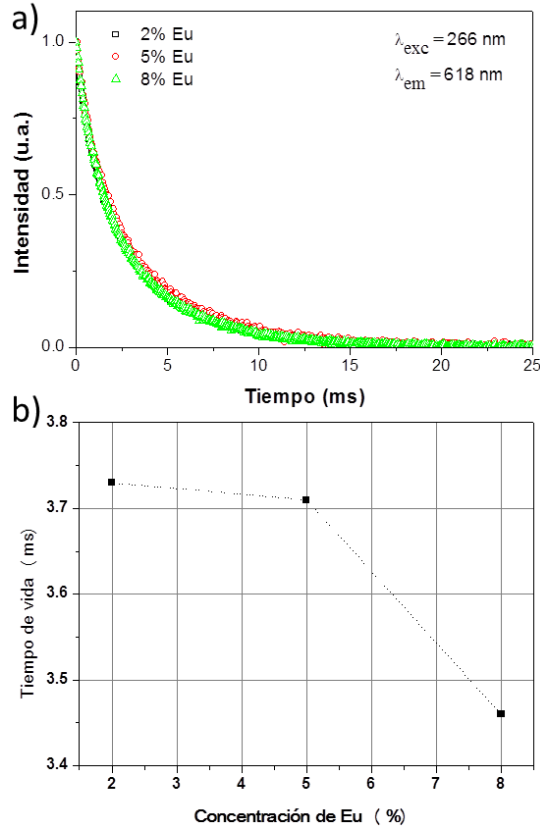 a)
2% Eu
5% Eu
8% Eu
λexc = 266 nm
λem = 618 nm
1.0
0.5
0.0
Intensidad (u.a.)
0 5 10 15 20 25
Tiempo (ms)
b)
3.8
3.7
3.6
3.5
3.4
Tiempo de vida (ms)
2 3 4 5 6 7 8
Concentración de Eu (%)